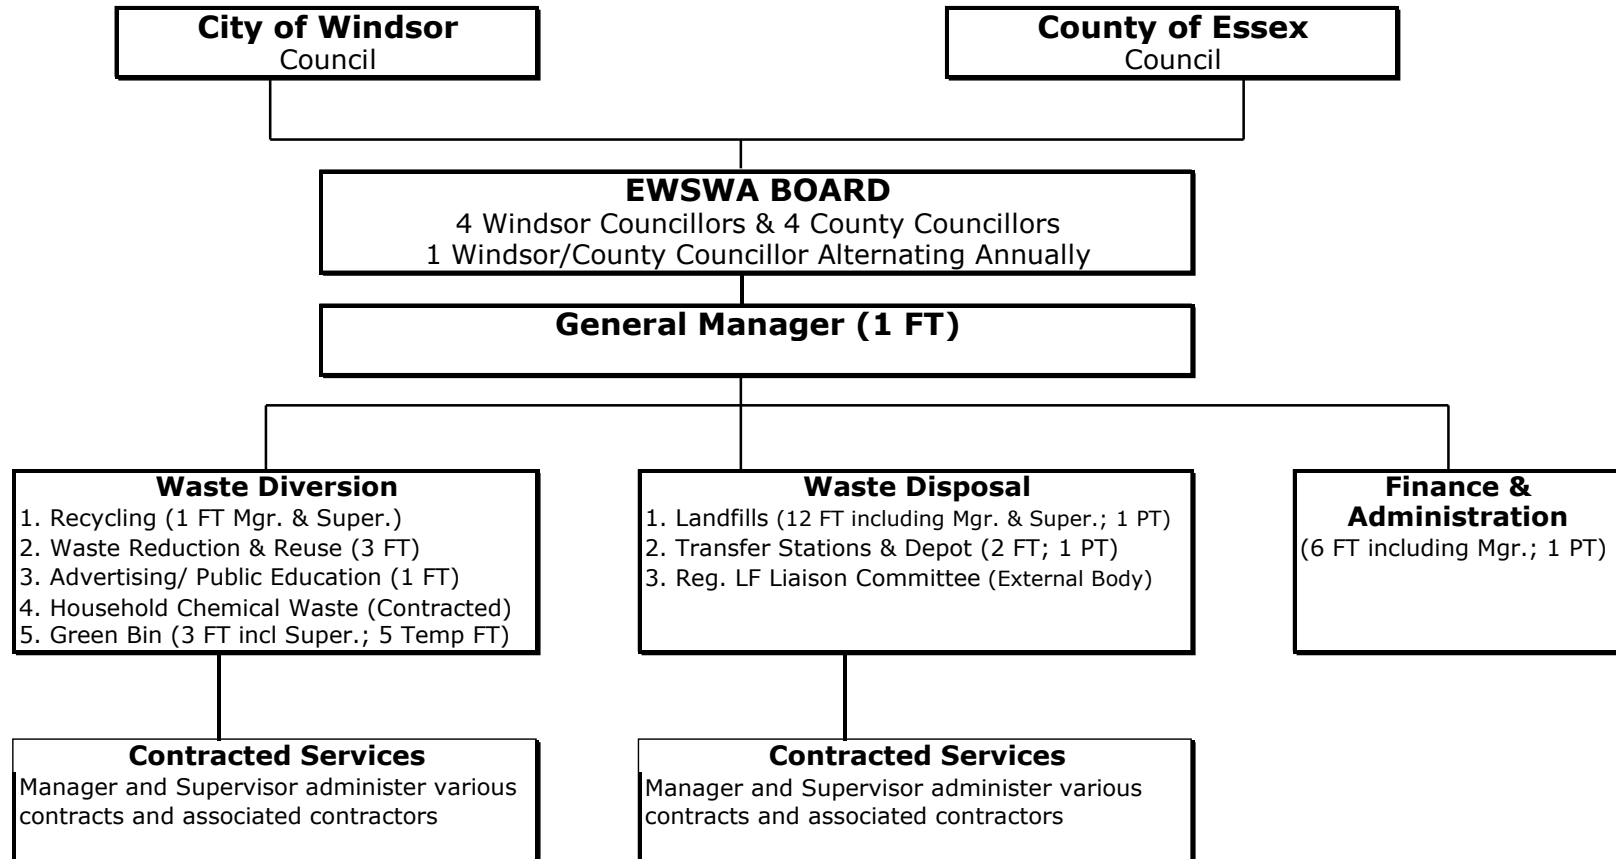 City of Windsor
Council
County of Essex
Council
EWSWA BOARD
4 Windsor Councillors & 4 County Councillors
1 Windsor/County Councillor Alternating Annually
General Manager (1 FT)
Waste Diversion
1. Recycling (1 FT Mgr. & Super.)
2. Waste Reduction & Reuse (3 FT)
3. Advertising/ Public Education (1 FT)
4. Household Chemical Waste (Contracted)
5. Green Bin (3 FT incl Super.; 5 Temp FT)
Waste Disposal
1. Landfills (12 FT including Mgr. & Super.; 1 PT)
2. Transfer Stations & Depot (2 FT; 1 PT)
3. Reg. LF Liaison Committee (External Body)
Finance &
Administration
(6 FT including Mgr.; 1 PT)
Contracted Services
Manager and Supervisor administer various
contracts and associated contractors
Contracted Services
Manager and Supervisor administer various
contracts and associated contractors